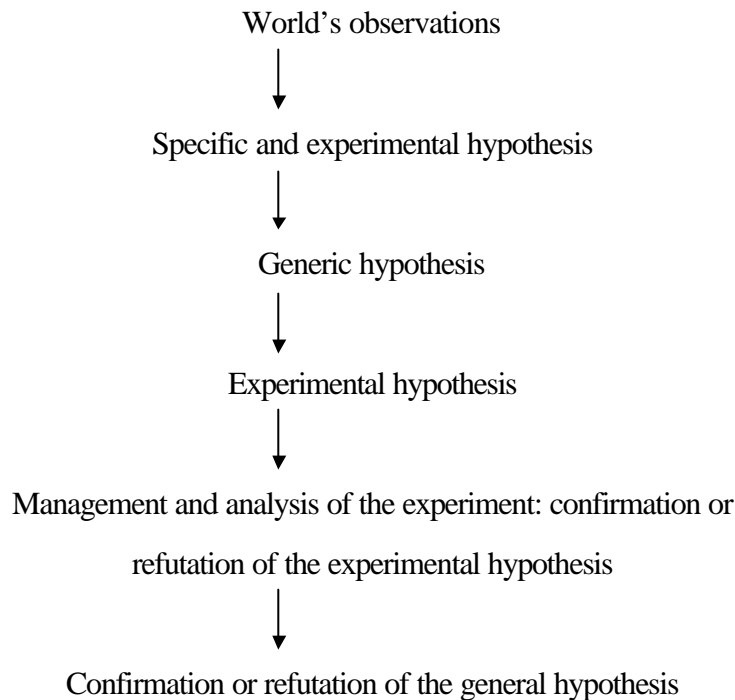 World’s observations
Specific and experimental hypothesis
Generic hypothesis
Experimental hypothesis
Management and analysis of the experiment: confirmation or
refutation of the experimental hypothesis
Confirmation or refutation of the general hypothesis